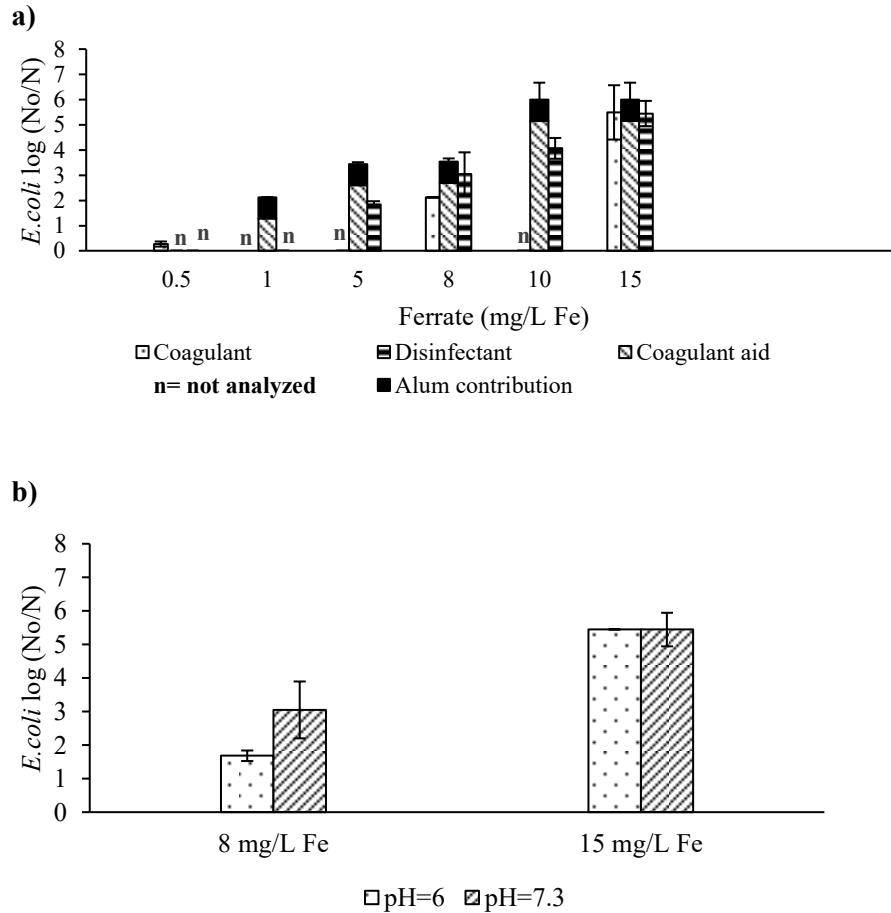 a)
8
7
6
5
4
3
2
1
0
E.coli log (No/N)
n n n n n n
0.5 1 5 8 10 15
Ferrate (mg/L Fe)
Coagulant Disinfectant Coagulant aid
n= not analyzed Alum contribution
b)
8
7
6
5
4
3
2
1
0
E.coli log (No/N)
8 mg/L Fe 15 mg/L Fe
pH=6 pH=7.3